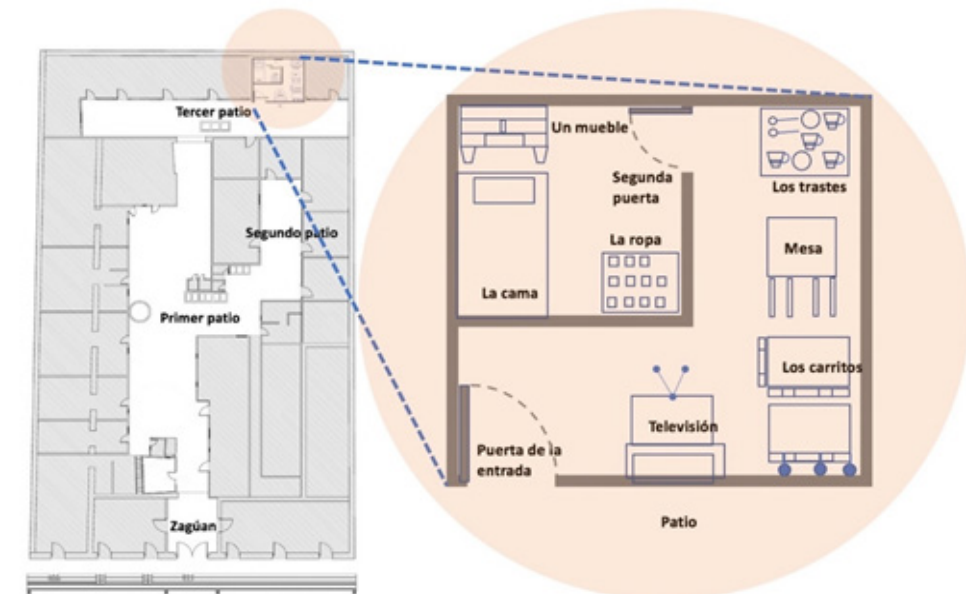 Tercer patio
Segundo patio
Primer patio
Zagúan
Un mueble
Segunda
puerta
Los trastes
La ropa
Mesa
La cama
Los carritos
Televisión
Puerta de la
entrada
Patio